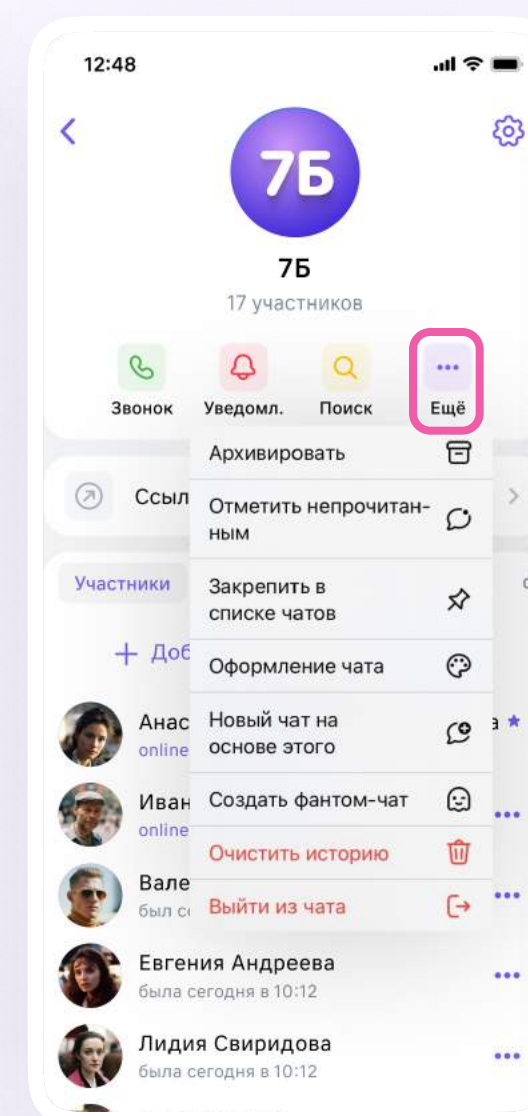 12:48
7Б
7Б
17 участников
Звонок Уведомл. Поиск Ещё
Архивировать
Ссыл
Отметить непрочитан-
ным
Участники
Закрепить в
списке чатов
+ Доб
Оформление чата
Анас
online
Новый чат на
основе этого
а
Иван
online
Создать фантом-чат
Очистить историю
Вале
был се
Выйти из чата
Евгения Андреева
была сегодня в 10:12
Лидия Свиридова
была сегодня в 10:12